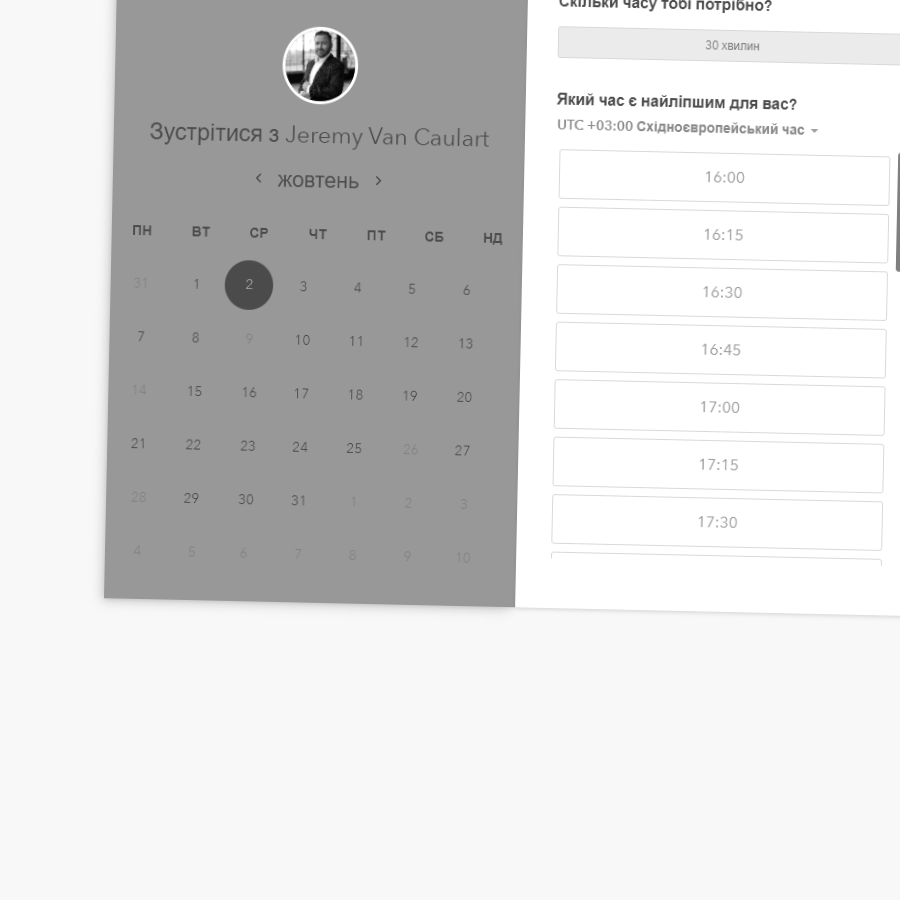 Зустрітися з Jeremy Van Caulart
жовтень
ПН ВТ СР ЧТ ПТ СБ НД
31 1 2 3 4 5 6
7 8 9 10 11 12 13
14 15 16 17 18 19 20
21 22 23 24 25 26 27
28 29 30 31 1 2 3
4 5 6 7 8 9 10
Скільки часу тобі потрібно?
30 хвилин
Який час є найліпшим для вас?
UTC +03:00 Східноєвропейський час
16:00
16:15
16:30
16:45
17:00
17:15
17:30